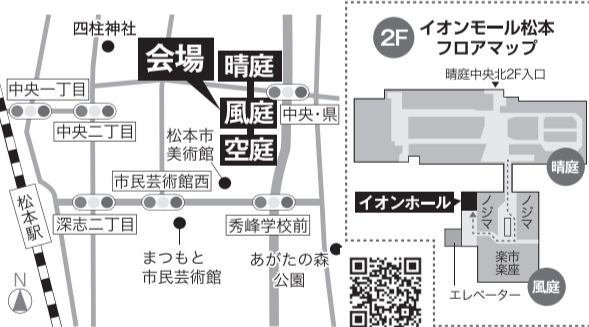 四柱神社
会場
晴庭
風庭
空庭
中央一丁目
中央二丁目
中央・県
松本市
美術館
市民芸術館西
松本駅
深志二丁目
秀峰学校前
まつもと
市民芸術館
あがたの森
公園
N
2F
イオンモール松本
フロアマップ
晴庭中央北2F入口
晴庭
イオンホール
ノジマ
ノジマ
楽市
楽座
エレベーター
風庭